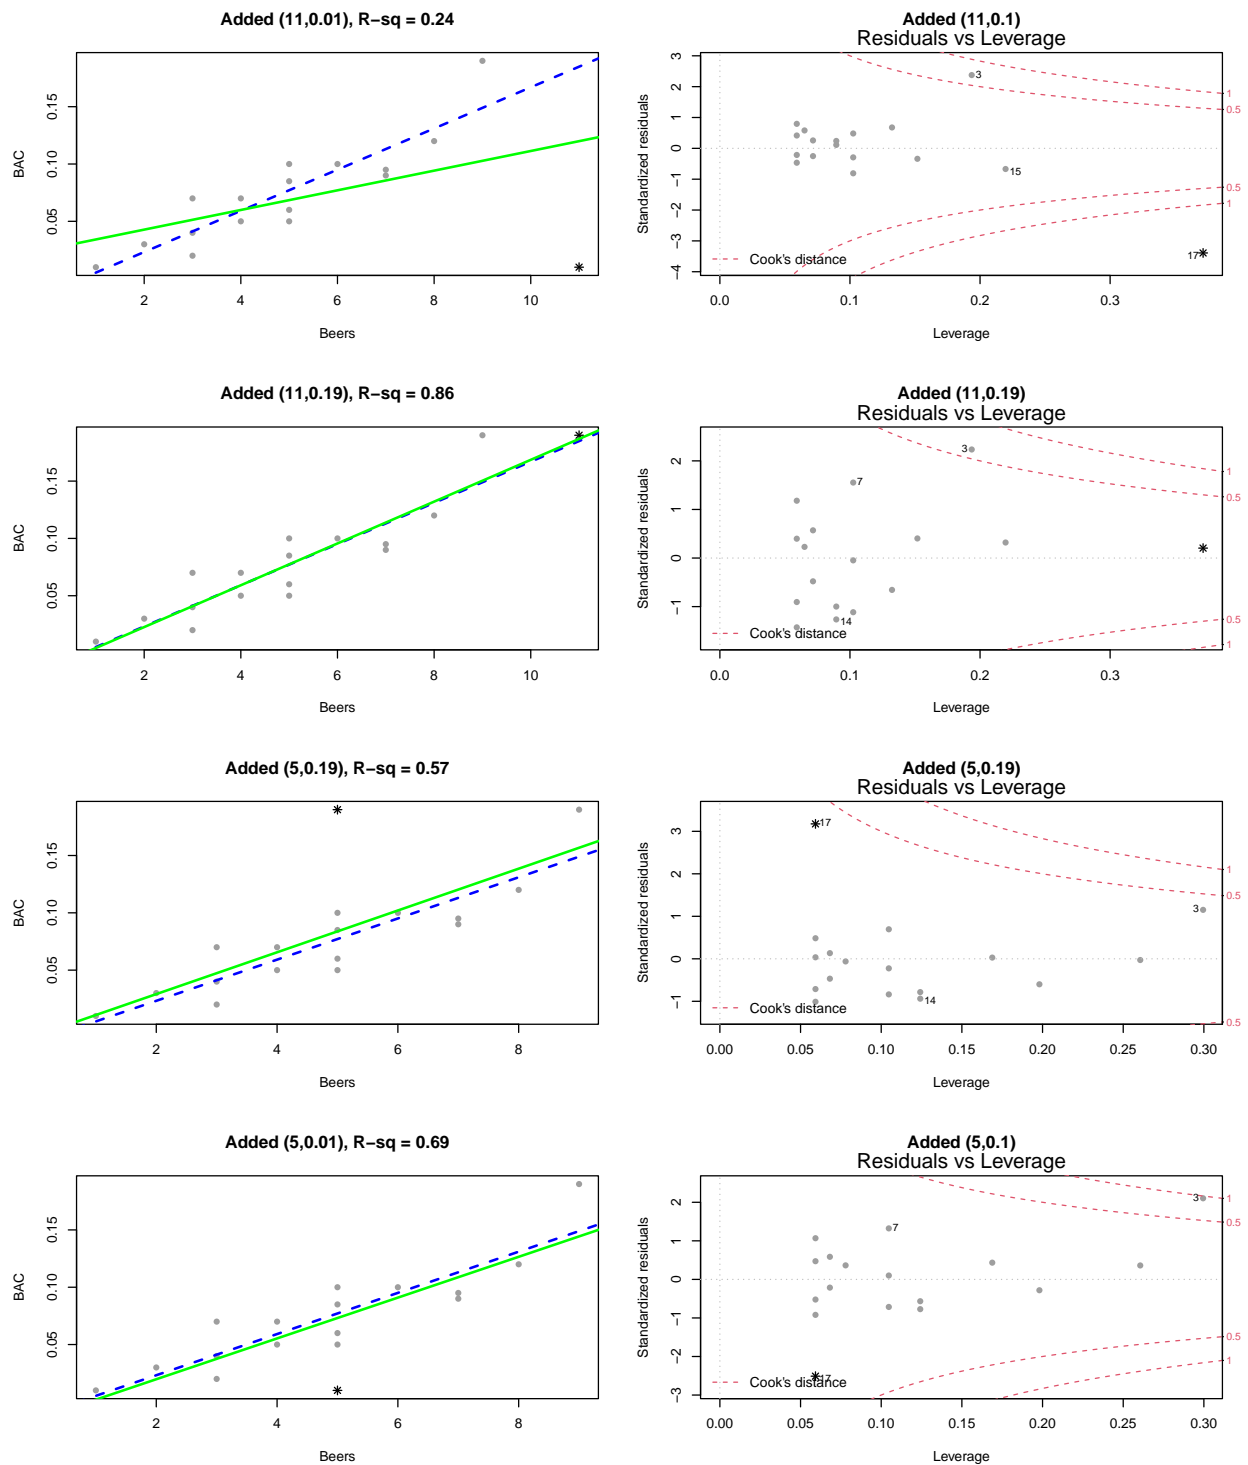 Added (11,0.01), R−sq = 0.24
BAC
0.05 0.10 0.15
2 4 6 8 10
Beers
Added (11,0.1)
Residuals vs Leverage
Standardized residuals
−4 −3 −2 −1 0 1 2 3
3
15
17
1
0.5
0.5
1
Cook's distance
0.0 0.1 0.2 0.3
Leverage
Added (11,0.19), R−sq = 0.86
BAC
0.05 0.10 0.15
2 4 6 8 10
Beers
Added (11,0.19)
Residuals vs Leverage
Standardized residuals
−1 0 1 2
3
7
14
1
0.5
0.5
1
Cook's distance
0.0 0.1 0.2 0.3
Leverage
Added (5,0.19), R−sq = 0.57
BAC
0.05 0.10 0.15
2 4 6 8
Beers
Added (5,0.19)
Residuals vs Leverage
Standardized residuals
−1 0 1 2 3
17
3
14
1
0.5
0.5
Cook's distance
0.00 0.05 0.10 0.15 0.20 0.25 0.30
Leverage
Added (5,0.01), R−sq = 0.69
BAC
0.05 0.10 0.15
2 4 6 8
Beers
Added (5,0.1)
Residuals vs Leverage
Standardized residuals
−3 −2 −1 0 1 2
3
7
17
1
0.5
0.5
1
Cook's distance
0.00 0.05 0.10 0.15 0.20 0.25 0.30
Leverage